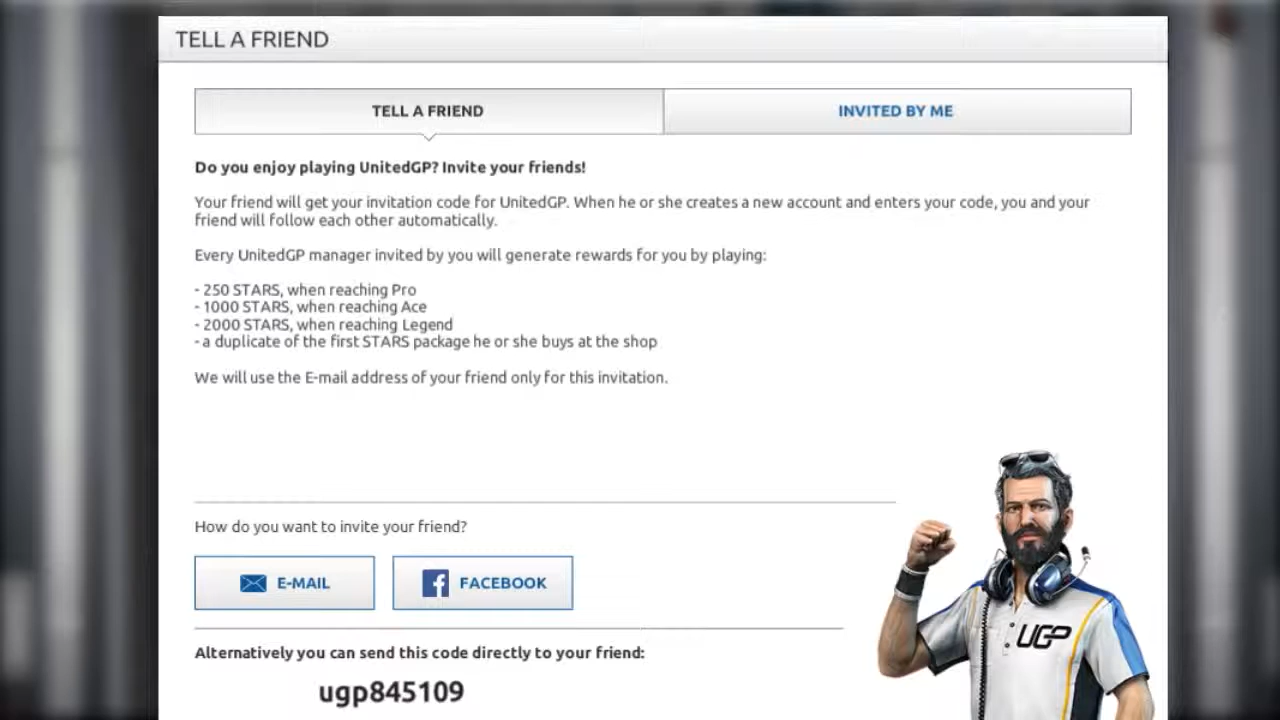 TELL A FRIEND
TELL A FRIEND
INVITED BY ME
Do you enjoy playing UnitedGP? Invite your friends!
Your friend will get your invitation code for UnitedGP. When he or she creates a new account and enters your code, you and your
friend will follow each other automatically.
Every UnitedGP manager invited by you will generate rewards for you by playing:
- 250 STARS, when reaching Pro
- 1000 STARS, when reaching Ace
- 2000 STARS, when reaching Legend
- a duplicate of the first STARS package he or she buys at the shop
We will use the E-mail address of your friend only for this invitation.
How do you want to invite your friend?
E-MAIL
f FACEBOOK
UGP
Alternatively you can send this code directly to your friend:
ugp845109